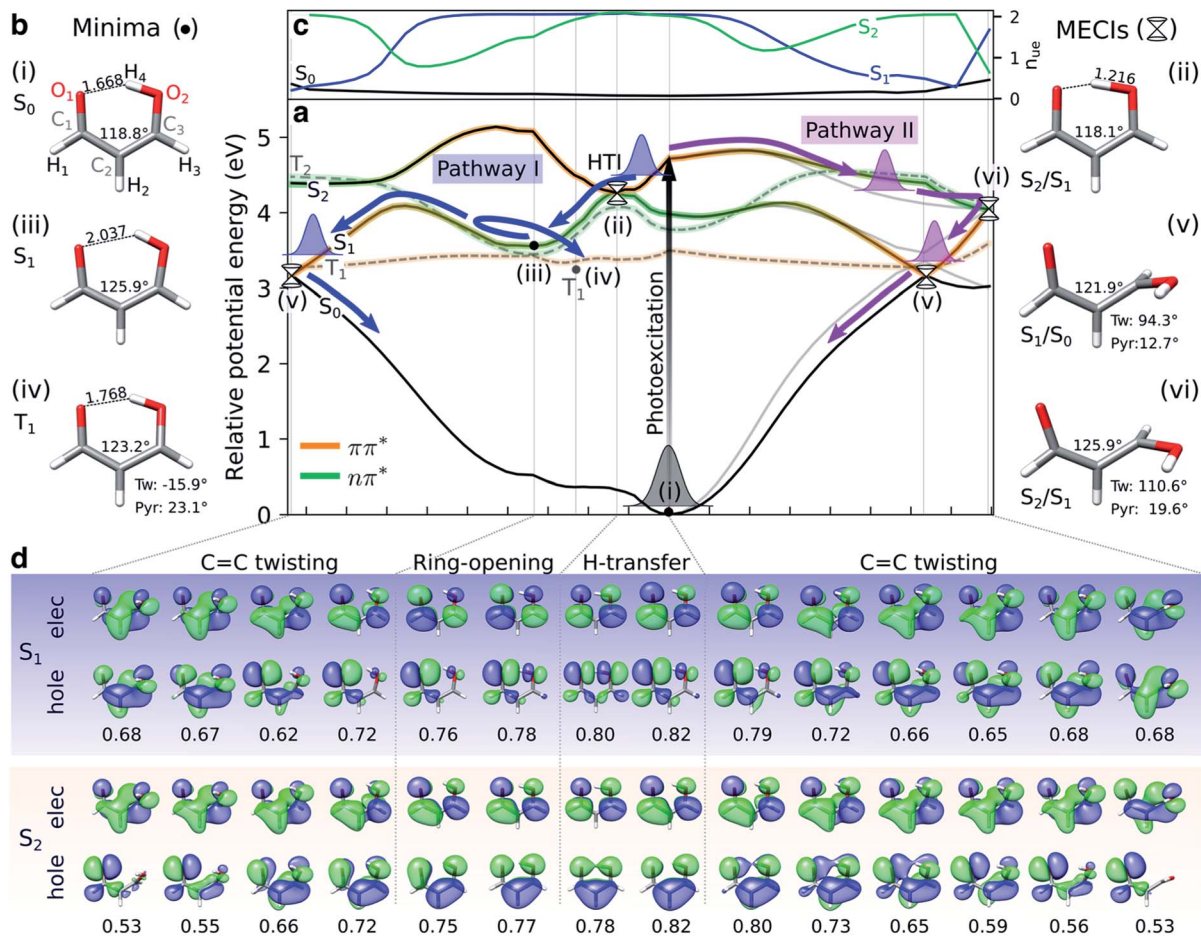 b Minima (●)
(i)
S0
O1
1.668
H4
O2
C1
118.8°
C3
H1
C2
H2
H3
(iii)
S1
2.037
125.9°
(iv)
T1
1.768
123.2°
Tw: -15.9°
Pyr: 23.1°
c
S0
S2
S1
2
1
0
nue
a
Relative potential energy (eV)
5
4
3
2
1
0
T2
S2
Pathway I
HTI
Pathway II
(ii)
(vi)
S1
T1
(iii)
(iv)
T1
(v)
S0
(v)
Photoexcitation
(i)
ππ*
nπ*
MECIs
(ii)
1.216
118.1°
S2/S1
(v)
121.9°
S1/S0
Tw: 94.3°
Pyr:12.7°
(vi)
125.9°
S2/S1
Tw: 110.6°
Pyr: 19.6°
d
C=C twisting Ring-opening H-transfer C=C twisting
S1
elec
hole
0.68 0.67 0.62 0.72 0.76 0.78 0.80 0.82 0.79 0.72 0.66 0.65 0.68 0.68
S2
elec
hole
0.53 0.55 0.66 0.72 0.75 0.77 0.78 0.82 0.80 0.73 0.65 0.59 0.56 0.53